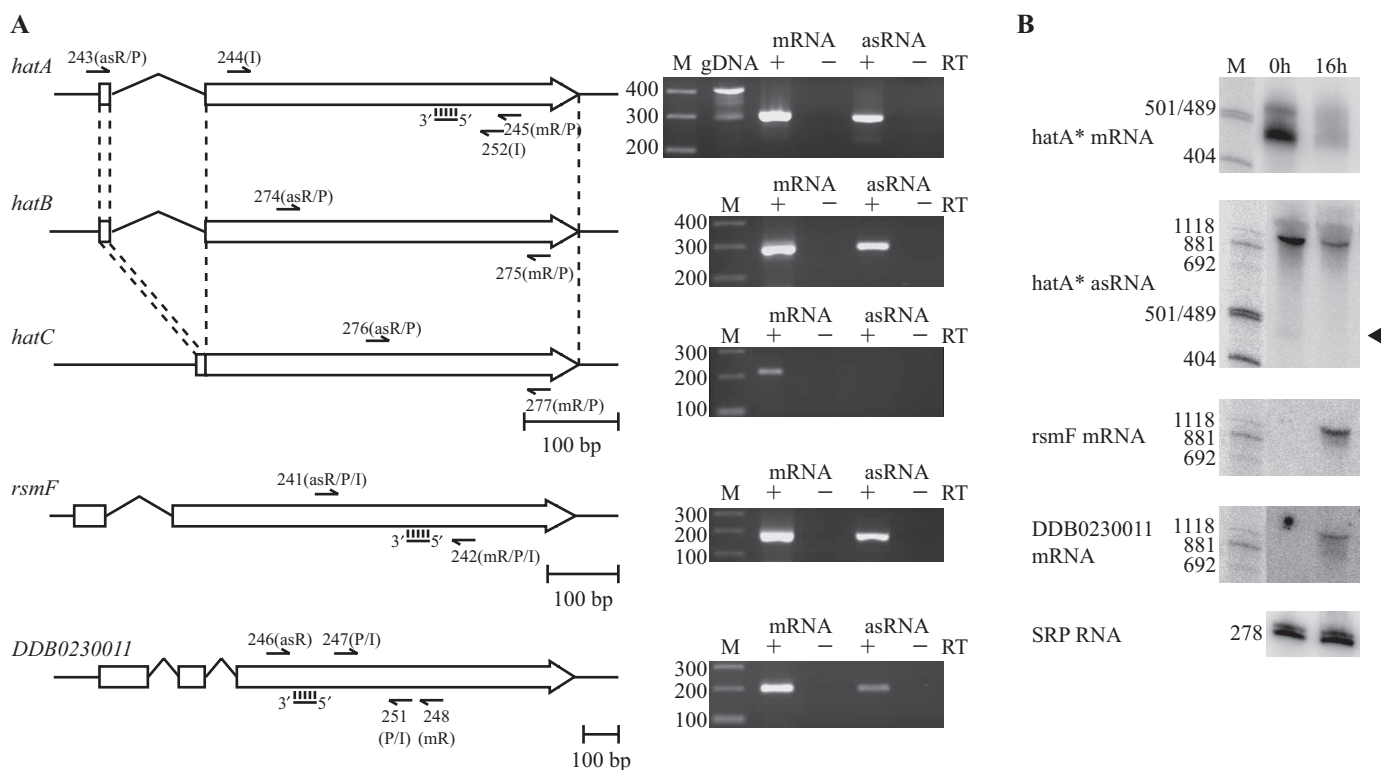 A
hatA
243(asR/P)
244(I)
3′ 5′
245(mR/P)
252(I)
mRNA asRNA
M gDNA + − + − RT
400
300
200
hatB
274(asR/P)
275(mR/P)
mRNA asRNA
M + − + − RT
400
300
200
hatC
276(asR/P)
277(mR/P)
100 bp
mRNA asRNA
M + − + − RT
300
200
100
rsmF
241(asR/P/I)
3′ 5′
242(mR/P/I)
100 bp
mRNA asRNA
M + − + − RT
300
200
100
DDB0230011
246(asR) 247(P/I)
3′ 5′
251 248
(P/I) (mR)
100 bp
mRNA asRNA
M + − + − RT
300
200
100
B
M 0h 16h
hatA* mRNA
501/489
404
hatA* asRNA
1118
881
692
501/489
404
rsmF mRNA
1118
881
692
DDB0230011
mRNA
1118
881
692
SRP RNA
278